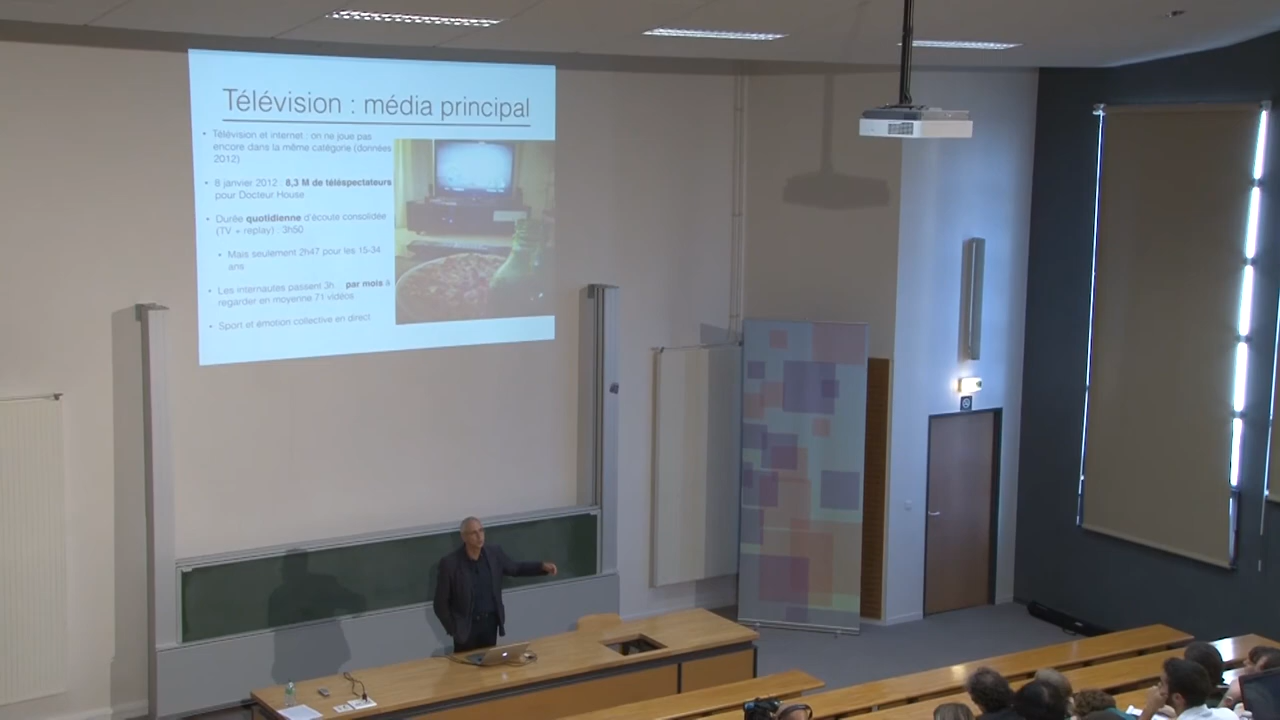 Télévision : média principal
• Télévision et internet : on ne joue pas
encore dans la même catégorie (données
2012)
• 8 janvier 2012 : 8,3 M de téléspectateurs
pour Docteur House
• Durée quotidienne d'écoute consolidée
(TV + replay) : 3h50
• Mais seulement 2h47 pour les 15-34
ans
• Les internautes passent 3h... par mois à
regarder en moyenne 71 vidéos
• Sport et émotion collective en direct